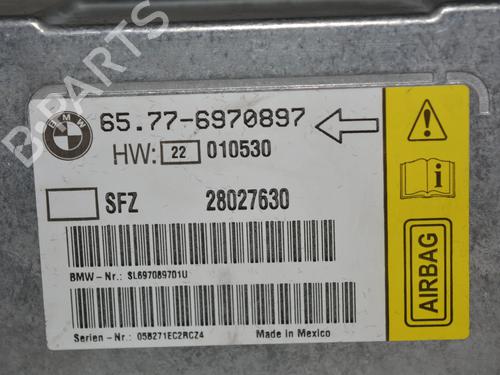 B-PARTS
BMW
65.77-6970897
HW: 22 010530
SFZ 28027630
BMW-Nr.: SL697089701U
Serien-Nr.: 058271EC2RCZ4 Made in Mexico
i
AIRBAG